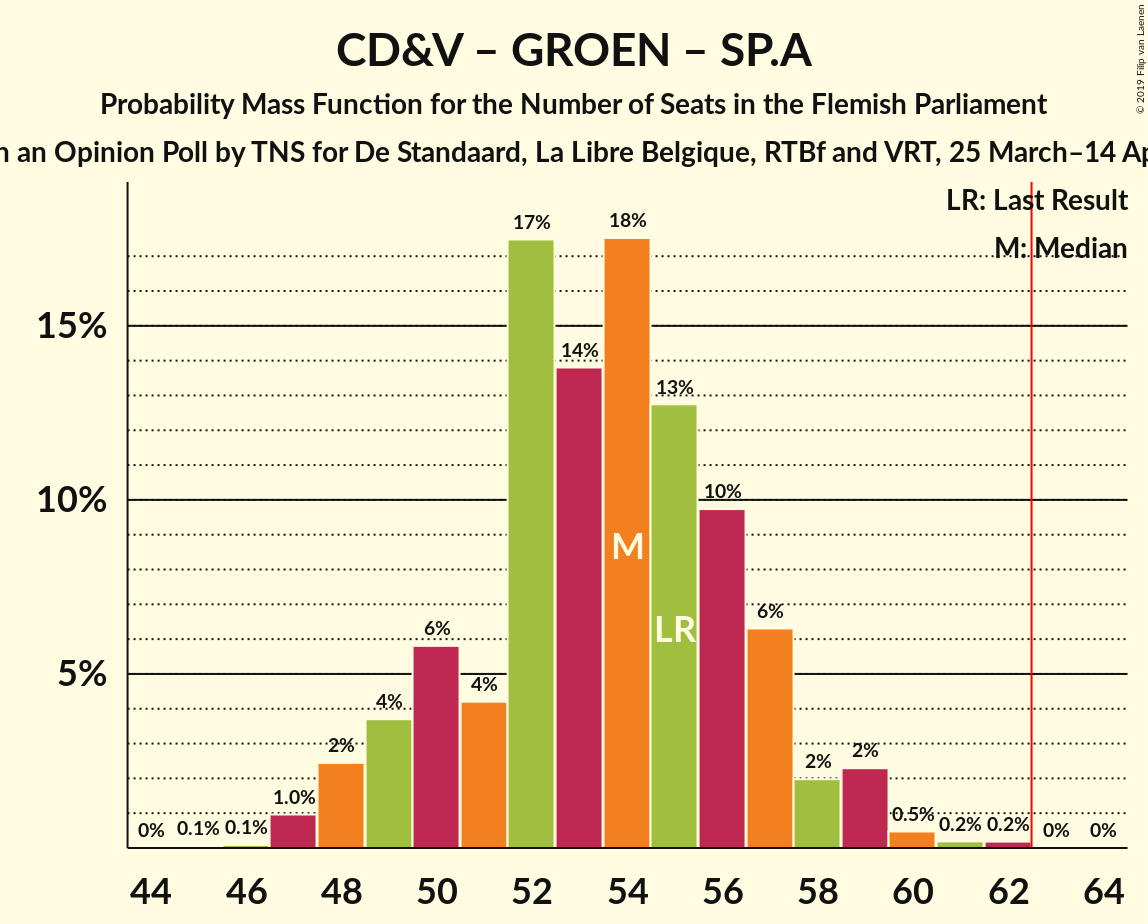 CD&V – GROEN – SP.A
Probability Mass Function for the Number of Seats in the Flemish Parliament
an Opinion Poll by TNS for De Standaard, La Libre Belgique, RTBf and VRT, 25 March–14
© 2019 Filip van Laenen
LR: Last Result
M: Median
17%
18%
15%
14%
13%
10%
10%
M
LR
6%
6%
5%
4%
4%
2%
2%
2%
1.0%
0.5%
0%
0.1%
0.1%
0.2%
0.2%
0%
0%
44 46 48 50 52 54 56 58 60 62 64